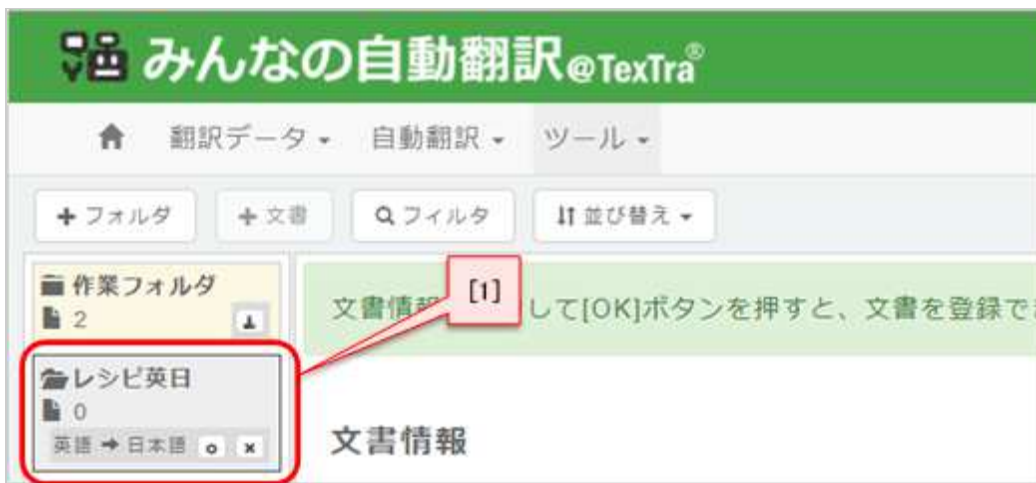 みんなの自動翻訳@TexTra®
翻訳データ 自動翻訳 ツール
+フォルダ +文書 フィルタ 並び替え
作業フォルダ
2
文書情 [1] して[OK]ボタンを押すと、文書を登録で
レシピ英日
0
英語 → 日本語
文書情報